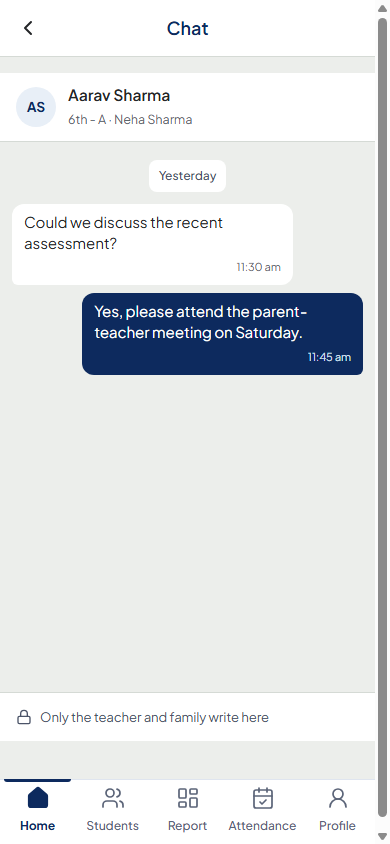 Chat
AS
Aarav Sharma
6th - A · Neha Sharma
Yesterday
Could we discuss the recent
assessment?
11:30 am
Yes, please attend the parent-
teacher meeting on Saturday.
11:45 am
Only the teacher and family write here
Home
Students
Report
Attendance
Profile